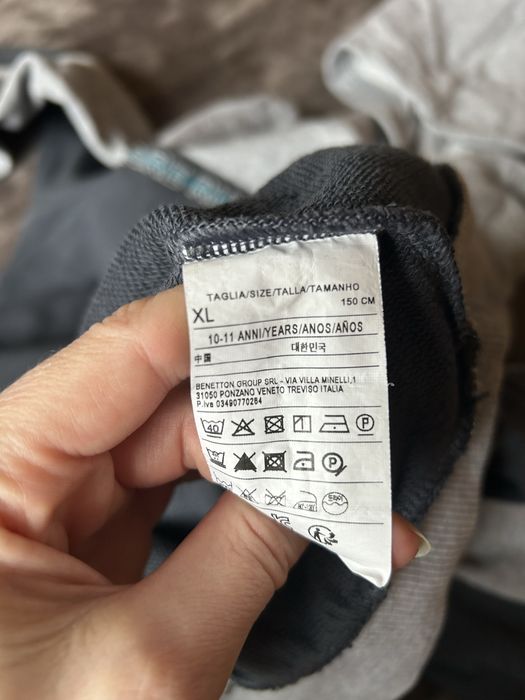 TAGLIA/SIZE/TALLA/TAMANHO
XL 150 CM
10-11 ANNI/YEARS/ANOS/AÑOS
中国 대한민국
BENETTON GROUP SRL - VIA VILLA MINELLI,1
31050 PONZANO VENETO TREVISO ITALIA
P.Iva 03490770264
40 P